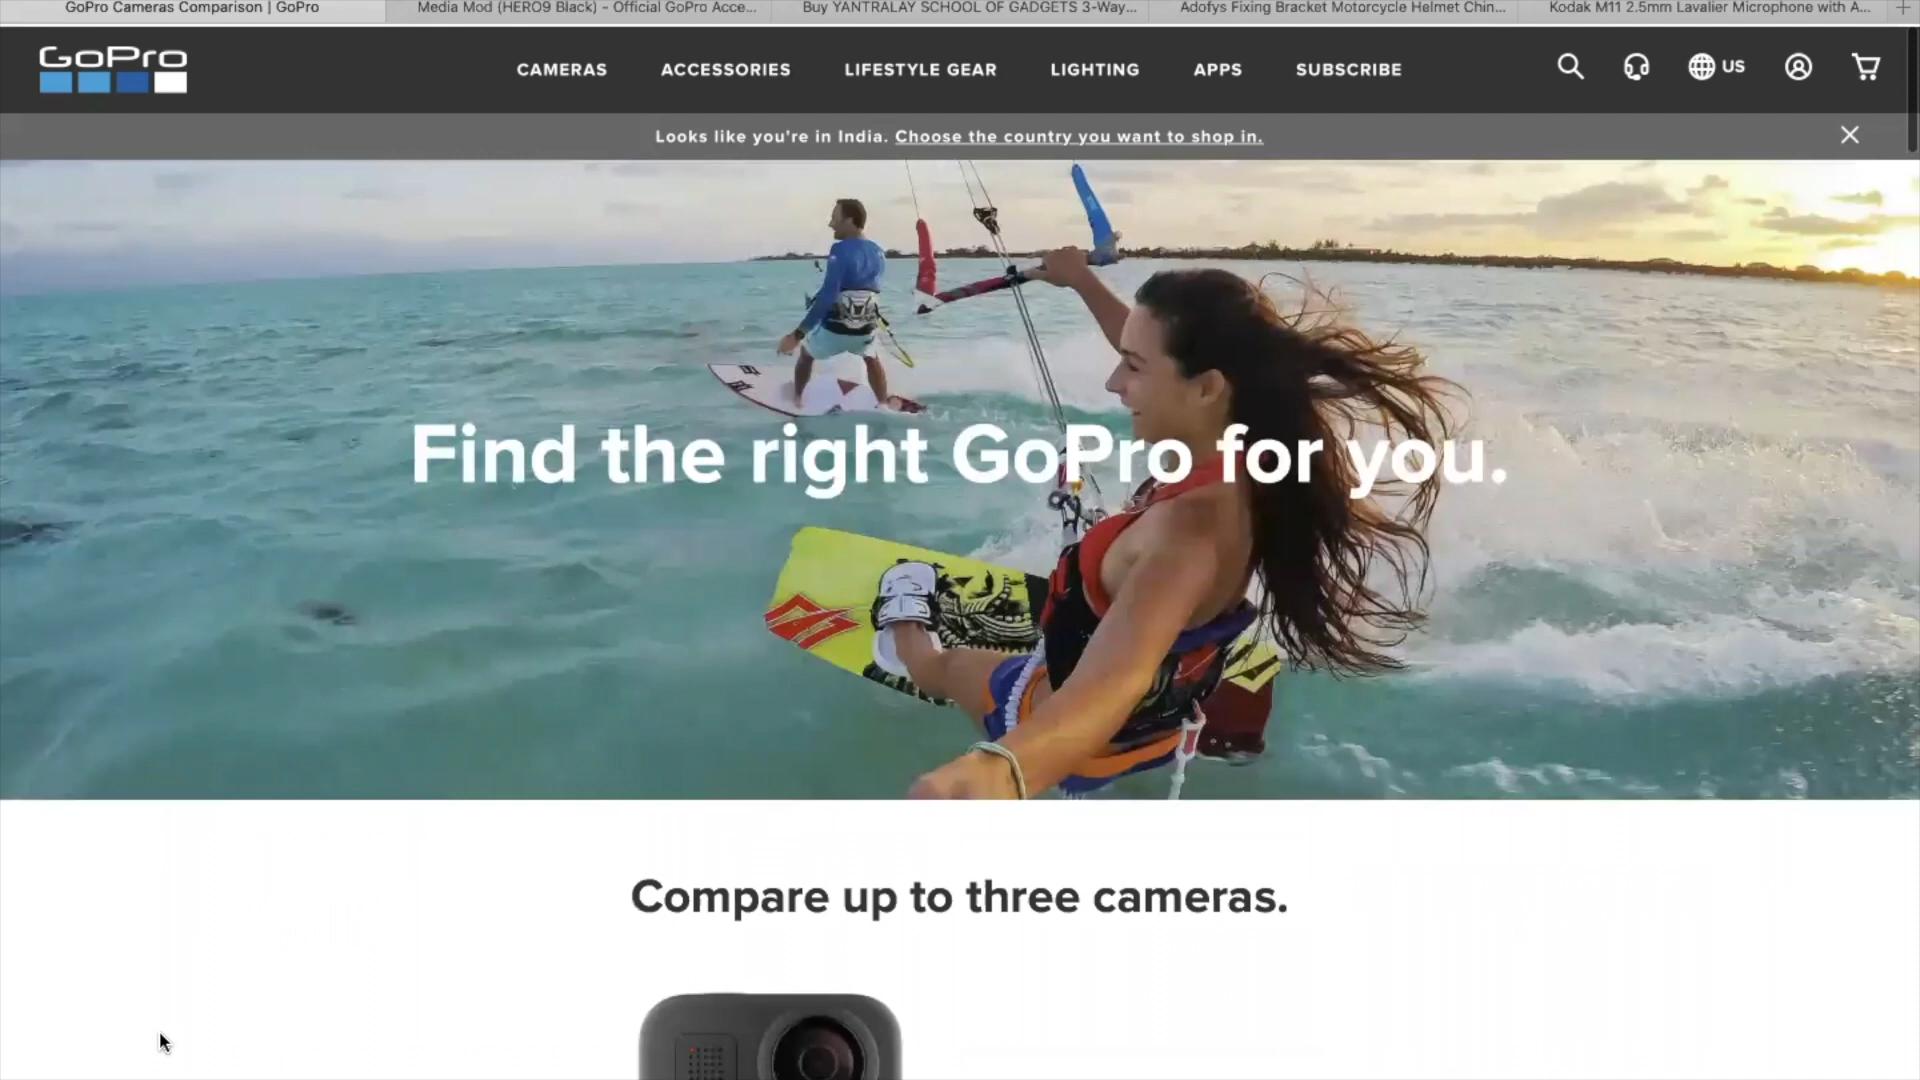 GoPro Cameras Comparison | GoPro
Media Mod (HERO9 Black) - Official GoPro Acce...
Buy YANTRALAY SCHOOL OF GADGETS 3-Way...
Adofys Fixing Bracket Motorcycle Helmet Chin...
Kodak M11 2.5mm Lavalier Microphone with A...
GoPro
CAMERAS
ACCESSORIES
LIFESTYLE GEAR
LIGHTING
APPS
SUBSCRIBE
US
Looks like you're in India. Choose the country you want to shop in.
Find the right GoPro for you.
Compare up to three cameras.